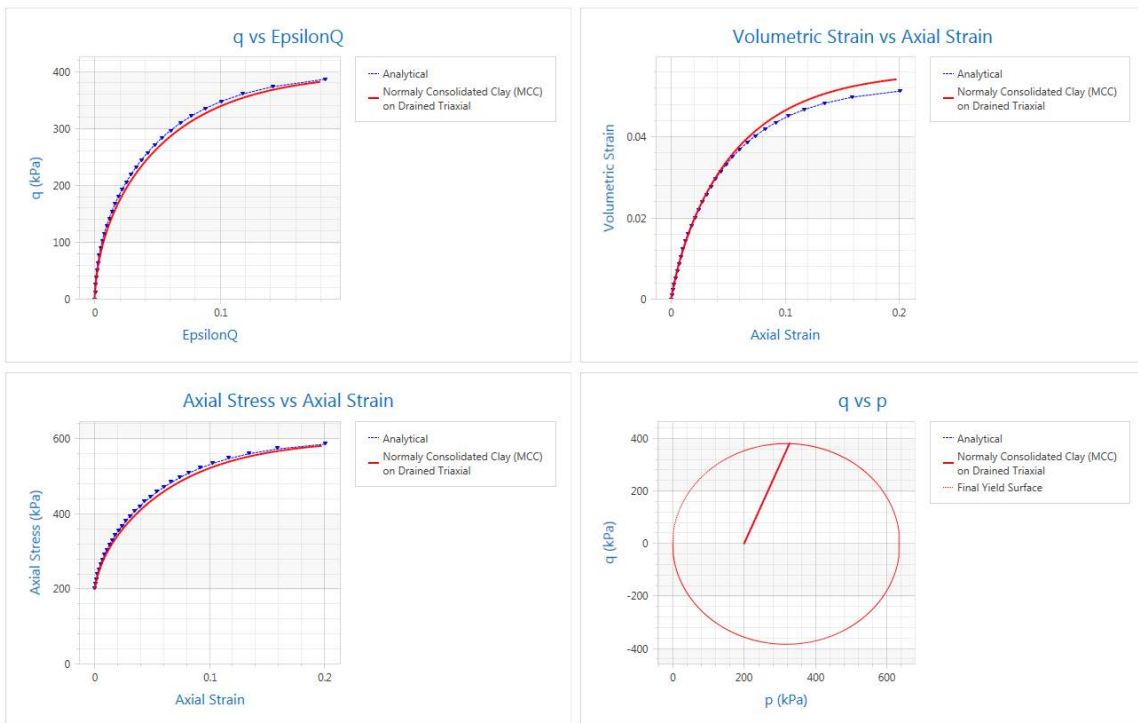 q vs EpsilonQ
400
300
200
100
0
q (kPa)
0
0.1
EpsilonQ
Analytical
Normaly Consolidated Clay (MCC)
on Drained Triaxial
Volumetric Strain vs Axial Strain
0.04
0.02
0
Volumetric Strain
0
0.1
0.2
Axial Strain
Analytical
Normaly Consolidated Clay (MCC)
on Drained Triaxial
Axial Stress vs Axial Strain
600
400
200
0
Axial Stress (kPa)
0
0.1
0.2
Axial Strain
Analytical
Normaly Consolidated Clay (MCC)
on Drained Triaxial
q vs p
400
200
0
-200
-400
q (kPa)
0
200
400
600
p (kPa)
Analytical
Normaly Consolidated Clay (MCC)
on Drained Triaxial
Final Yield Surface